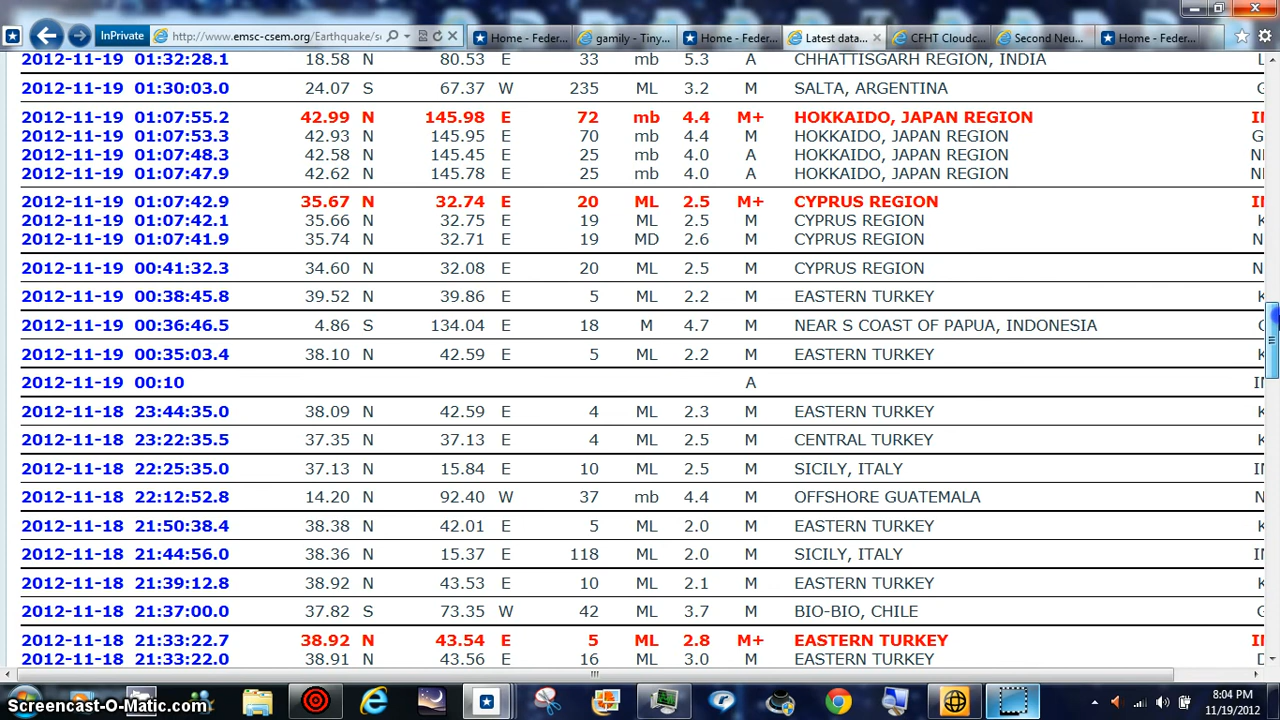 InPrivate http://www.emsc-csem.org/Earthquake/s Home - Feder... gamily - Tiny... Home - Feder... Latest data... CFHT Cloudc... Second Neu... Home - Feder...
2012-11-19 01:32:28.1 18.58 N 80.53 E 33 mb 5.3 A CHHATTISGARH REGION, INDIA
2012-11-19 01:30:03.0 24.07 S 67.37 W 235 ML 3.2 M SALTA, ARGENTINA
2012-11-19 01:07:55.2 42.99 N 145.98 E 72 mb 4.4 M+ HOKKAIDO, JAPAN REGION
2012-11-19 01:07:53.3 42.93 N 145.95 E 70 mb 4.4 M HOKKAIDO, JAPAN REGION
2012-11-19 01:07:48.3 42.58 N 145.45 E 25 mb 4.0 A HOKKAIDO, JAPAN REGION
2012-11-19 01:07:47.9 42.62 N 145.78 E 25 mb 4.0 A HOKKAIDO, JAPAN REGION
2012-11-19 01:07:42.9 35.67 N 32.74 E 20 ML 2.5 M+ CYPRUS REGION
2012-11-19 01:07:42.1 35.66 N 32.75 E 19 ML 2.5 M CYPRUS REGION
2012-11-19 01:07:41.9 35.74 N 32.71 E 19 MD 2.6 M CYPRUS REGION
2012-11-19 00:41:32.3 34.60 N 32.08 E 20 ML 2.5 M CYPRUS REGION
2012-11-19 00:38:45.8 39.52 N 39.86 E 5 ML 2.2 M EASTERN TURKEY
2012-11-19 00:36:46.5 4.86 S 134.04 E 18 M 4.7 M NEAR S COAST OF PAPUA, INDONESIA
2012-11-19 00:35:03.4 38.10 N 42.59 E 5 ML 2.2 M EASTERN TURKEY
2012-11-19 00:10 A
2012-11-18 23:44:35.0 38.09 N 42.59 E 4 ML 2.3 M EASTERN TURKEY
2012-11-18 23:22:35.5 37.35 N 37.13 E 4 ML 2.5 M CENTRAL TURKEY
2012-11-18 22:25:35.0 37.13 N 15.84 E 10 ML 2.5 M SICILY, ITALY
2012-11-18 22:12:52.8 14.20 N 92.40 W 37 mb 4.4 M OFFSHORE GUATEMALA
2012-11-18 21:50:38.4 38.38 N 42.01 E 5 ML 2.0 M EASTERN TURKEY
2012-11-18 21:44:56.0 38.36 N 15.37 E 118 ML 2.0 M SICILY, ITALY
2012-11-18 21:39:12.8 38.92 N 43.53 E 10 ML 2.1 M EASTERN TURKEY
2012-11-18 21:37:00.0 37.82 S 73.35 W 42 ML 3.7 M BIO-BIO, CHILE
2012-11-18 21:33:22.7 38.92 N 43.54 E 5 ML 2.8 M+ EASTERN TURKEY
2012-11-18 21:33:22.0 38.91 N 43.56 E 16 ML 3.0 M EASTERN TURKEY
Screencast-O-Matic.com
8:04 PM
11/19/2012